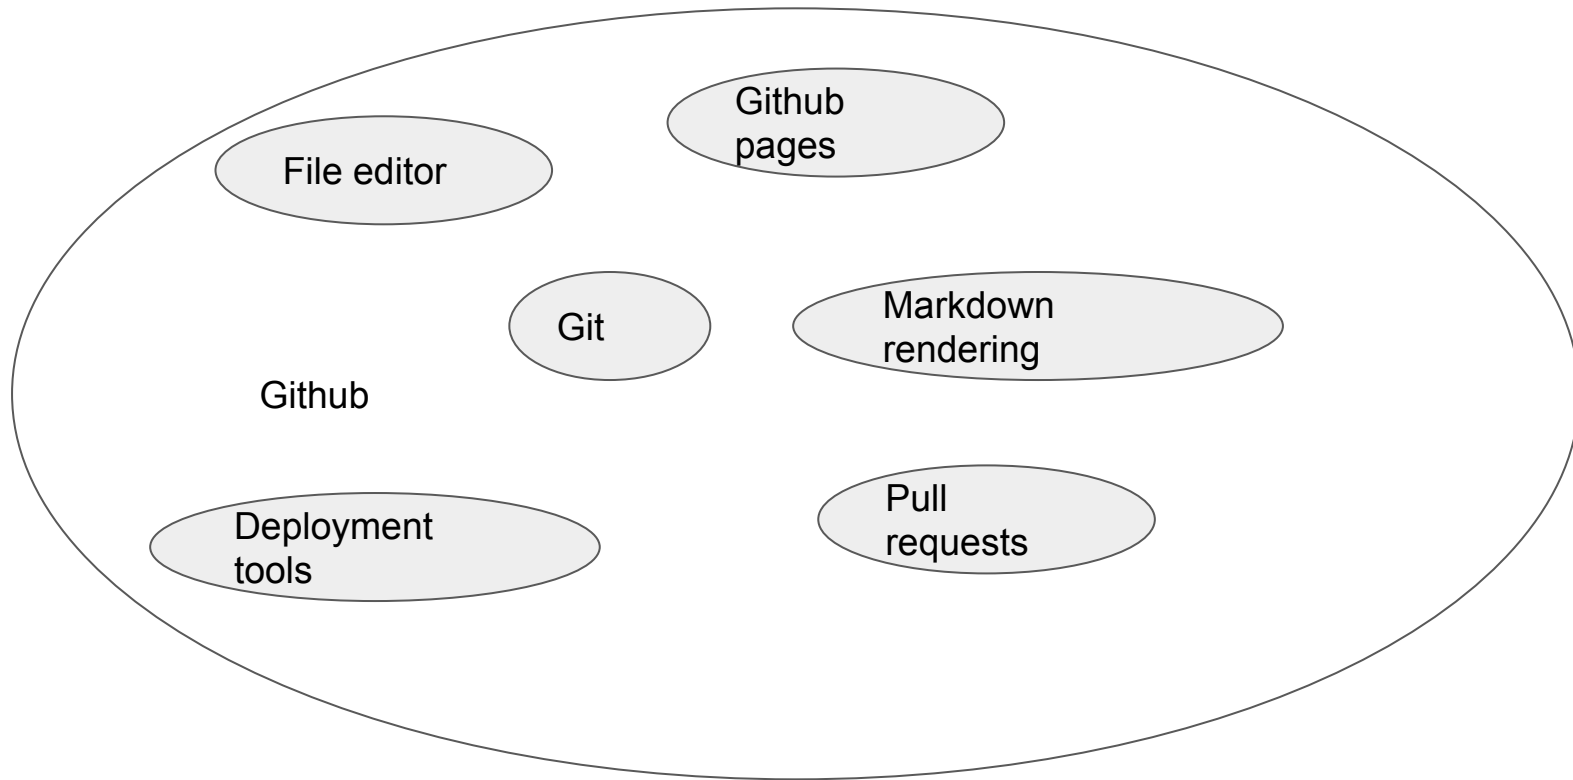 Github
pages
File editor
Git
Markdown
rendering
Github
Deployment
tools
Pull
requests